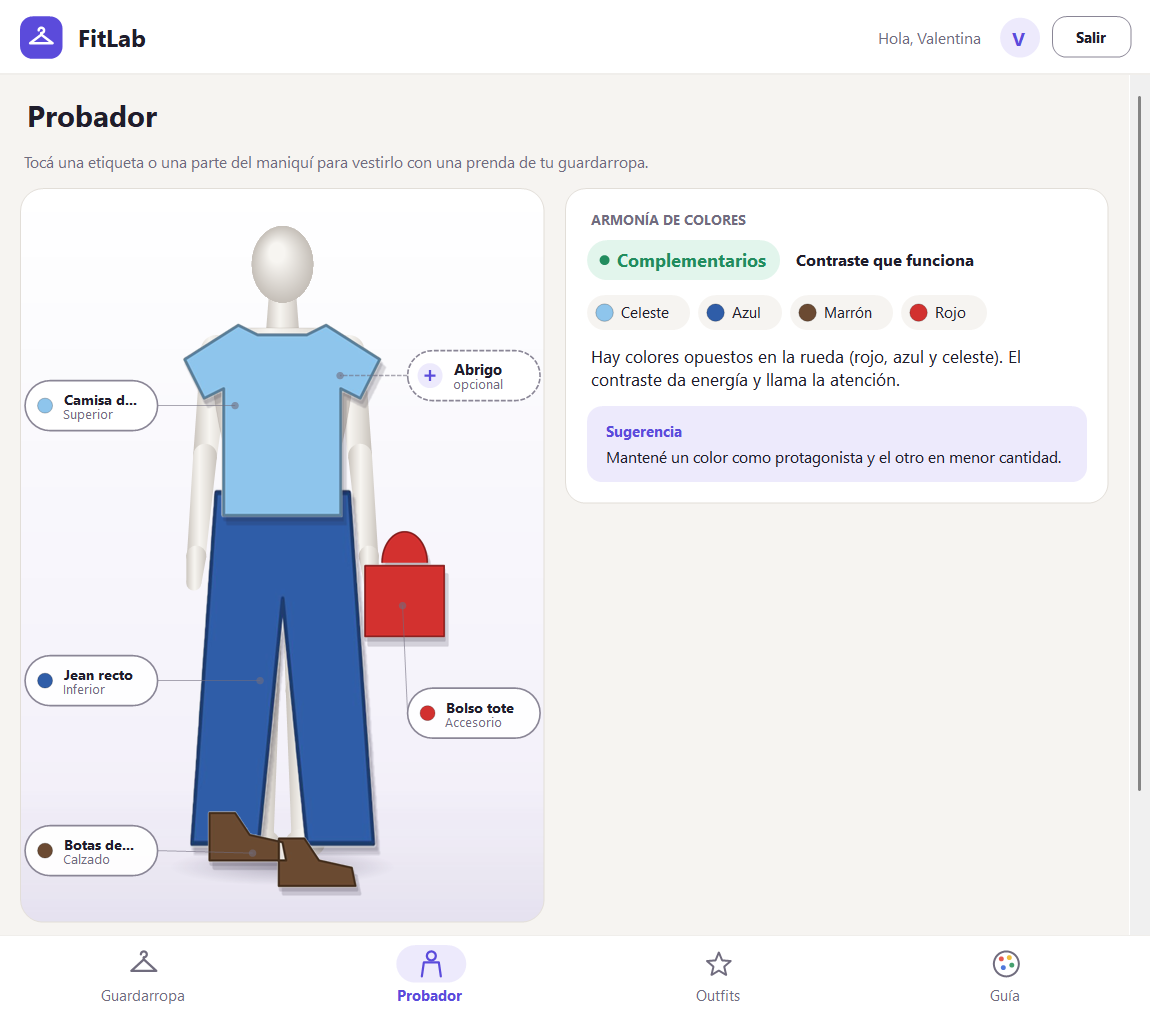 FitLab
Hola, Valentina
V
Salir
Probador
Tocá una etiqueta o una parte del maniquí para vestirlo con una prenda de tu guardarropa.
Camisa d...
Superior
Abrigo
opcional
Jean recto
Inferior
Bolso tote
Accesorio
Botas de...
Calzado
ARMONÍA DE COLORES
Complementarios
Contraste que funciona
Celeste
Azul
Marrón
Rojo
Hay colores opuestos en la rueda (rojo, azul y celeste). El
contraste da energía y llama la atención.
Sugerencia
Mantené un color como protagonista y el otro en menor cantidad.
Guardarropa
Probador
Outfits
Guía